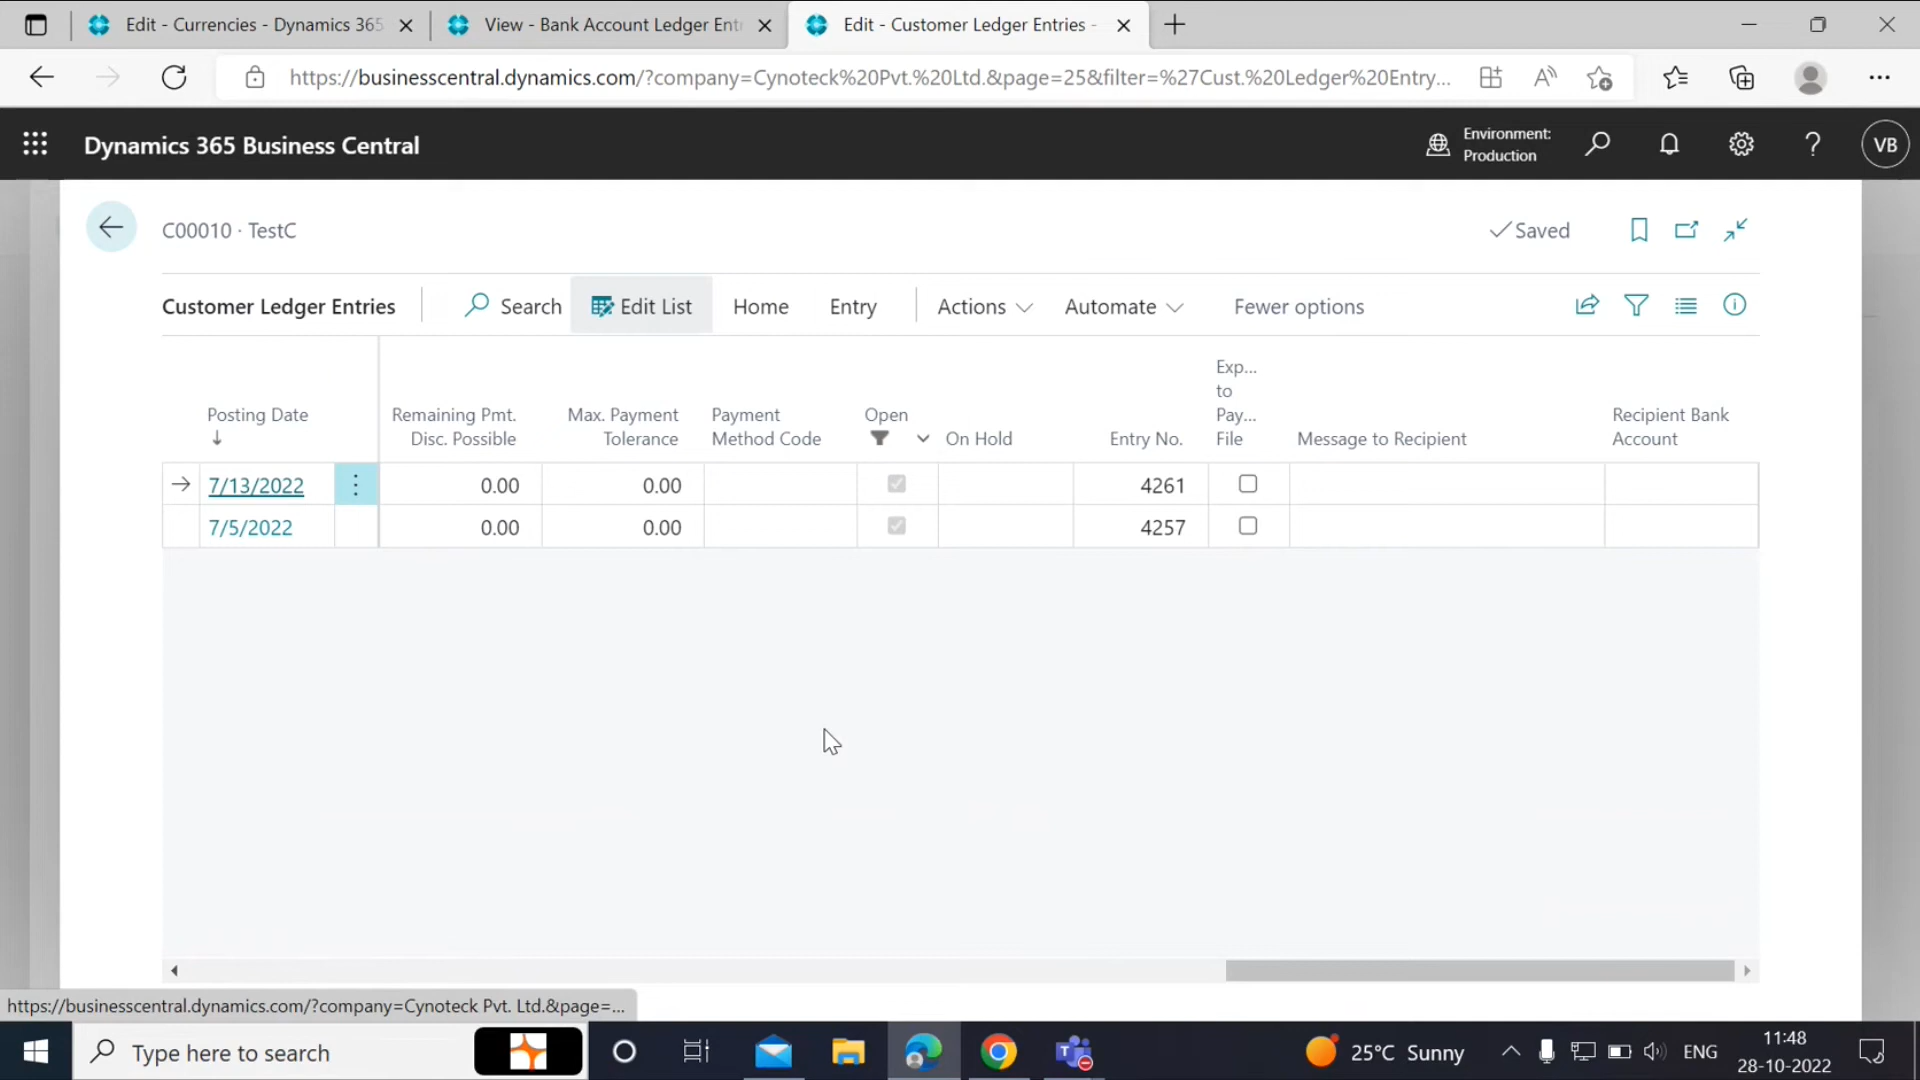 Edit - Currencies - Dynamics 365
View - Bank Account Ledger Ent
Edit - Customer Ledger Entries -
https://businesscentral.dynamics.com/?company=Cynoteck%20Pvt.%20Ltd.&page=25&filter=%27Cust.%20Ledger%20Entry...
Dynamics 365 Business Central
Environment:
Production
VB
C00010 · TestC
Saved
Customer Ledger Entries
Search
Edit List
Home
Entry
Actions
Automate
Fewer options
Posting Date
Remaining Pmt.
Disc. Possible
Max. Payment
Tolerance
Payment
Method Code
Open
On Hold
Entry No.
Exp...
to
Pay...
File
Message to Recipient
Recipient Bank
Account
7/13/2022 0.00 0.00 4261
7/5/2022 0.00 0.00 4257
https://businesscentral.dynamics.com/?company=Cynoteck Pvt. Ltd.&page=...
Type here to search
25°C Sunny
ENG
11:48
28-10-2022